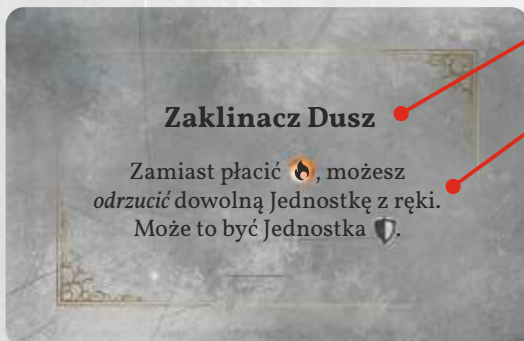 Zaklinacz Dusz
Zamiast płacić , możesz
odrzucić dowolną Jednostkę z ręki.
Może to być Jednostka .